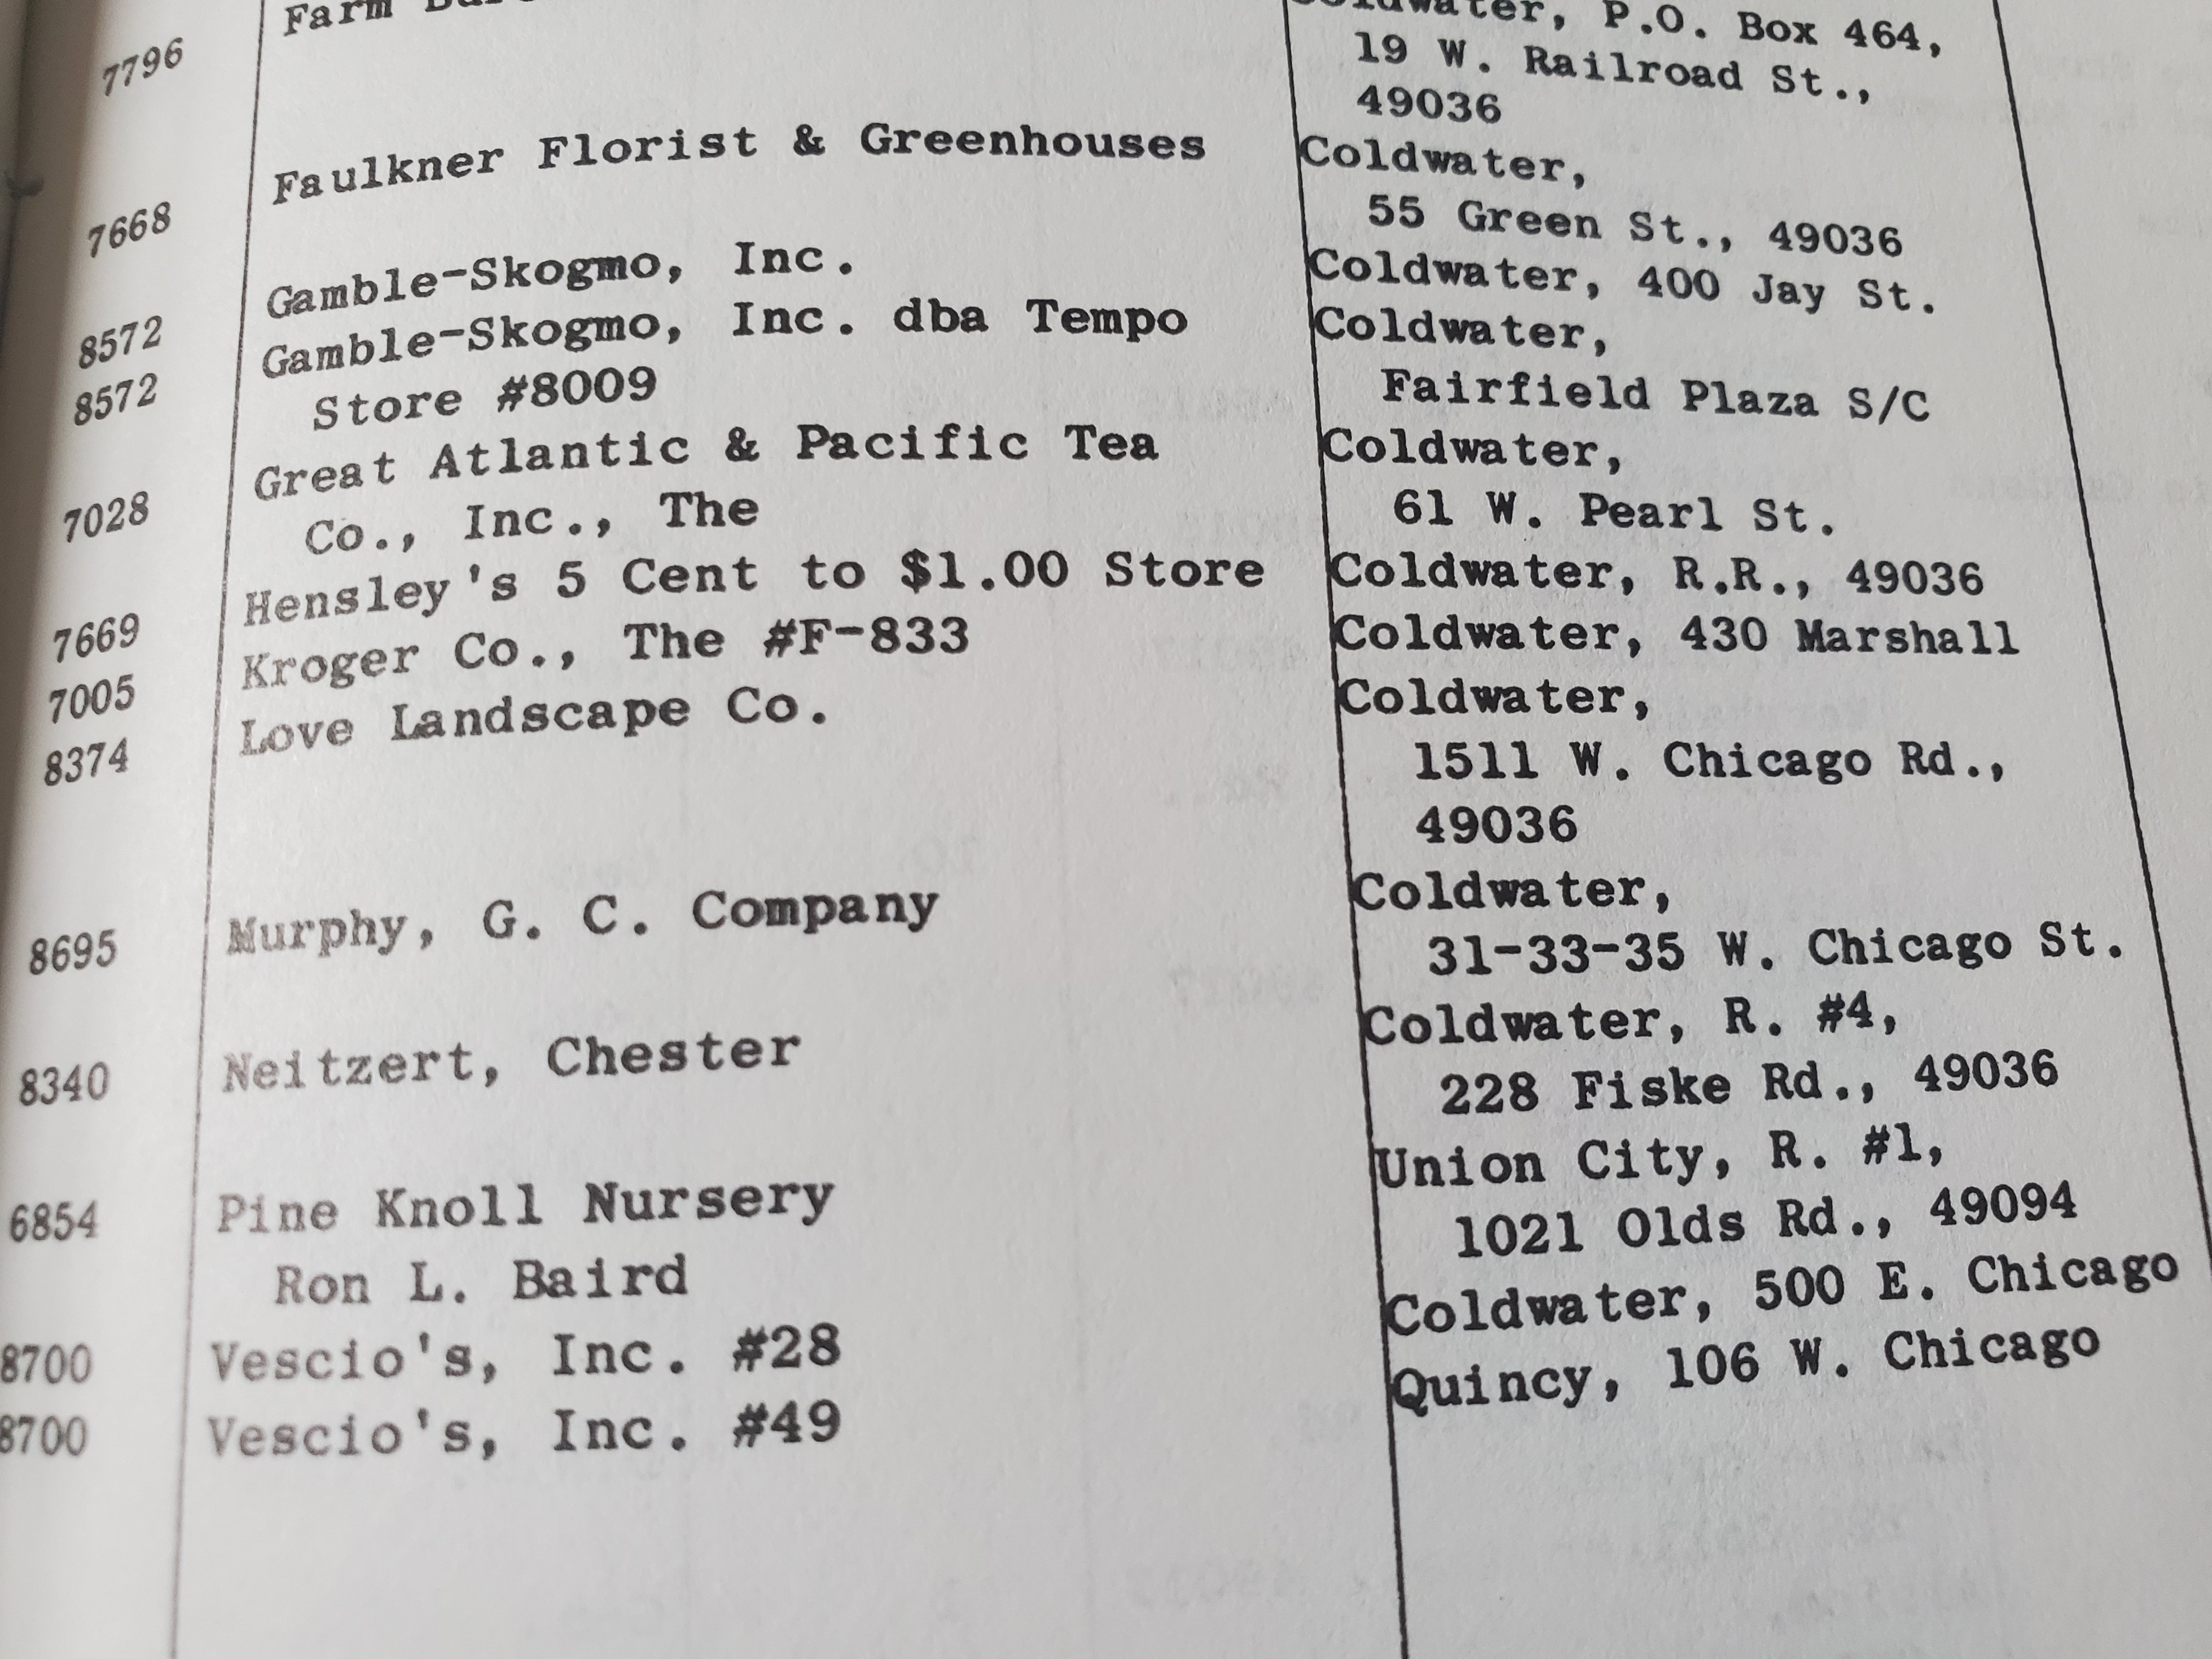 7796 Farm Coldwater, P.O. Box 464,
19 W. Railroad St.,
49036
7668 Faulkner Florist & Greenhouses Coldwater,
55 Green St., 49036
8572 Gamble-Skogmo, Inc. Coldwater, 400 Jay St.
8572 Gamble-Skogmo, Inc. dba Tempo Coldwater,
Store #8009 Fairfield Plaza S/C
7028 Great Atlantic & Pacific Tea Coldwater,
Co., Inc., The 61 W. Pearl St.
7669 Hensley's 5 Cent to $1.00 Store Coldwater, R.R., 49036
7005 Kroger Co., The #F-833 Coldwater, 430 Marshall
8374 Love Landscape Co. Coldwater,
1511 W. Chicago Rd.,
49036
8695 Murphy, G. C. Company Coldwater,
31-33-35 W. Chicago St.
8340 Neitzert, Chester Coldwater, R. #4,
228 Fiske Rd., 49036
6854 Pine Knoll Nursery Union City, R. #1,
Ron L. Baird 1021 Olds Rd., 49094
8700 Vescio's, Inc. #28 Coldwater, 500 E. Chicago
8700 Vescio's, Inc. #49 Quincy, 106 W. Chicago